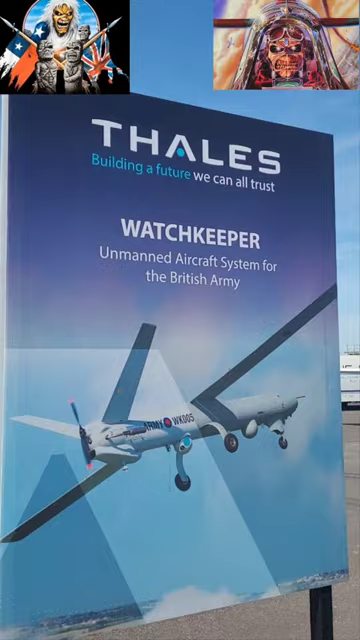 THALES
Building a future we can all trust
WATCHKEEPER
Unmanned Aircraft System for
the British Army
ARMY WK005